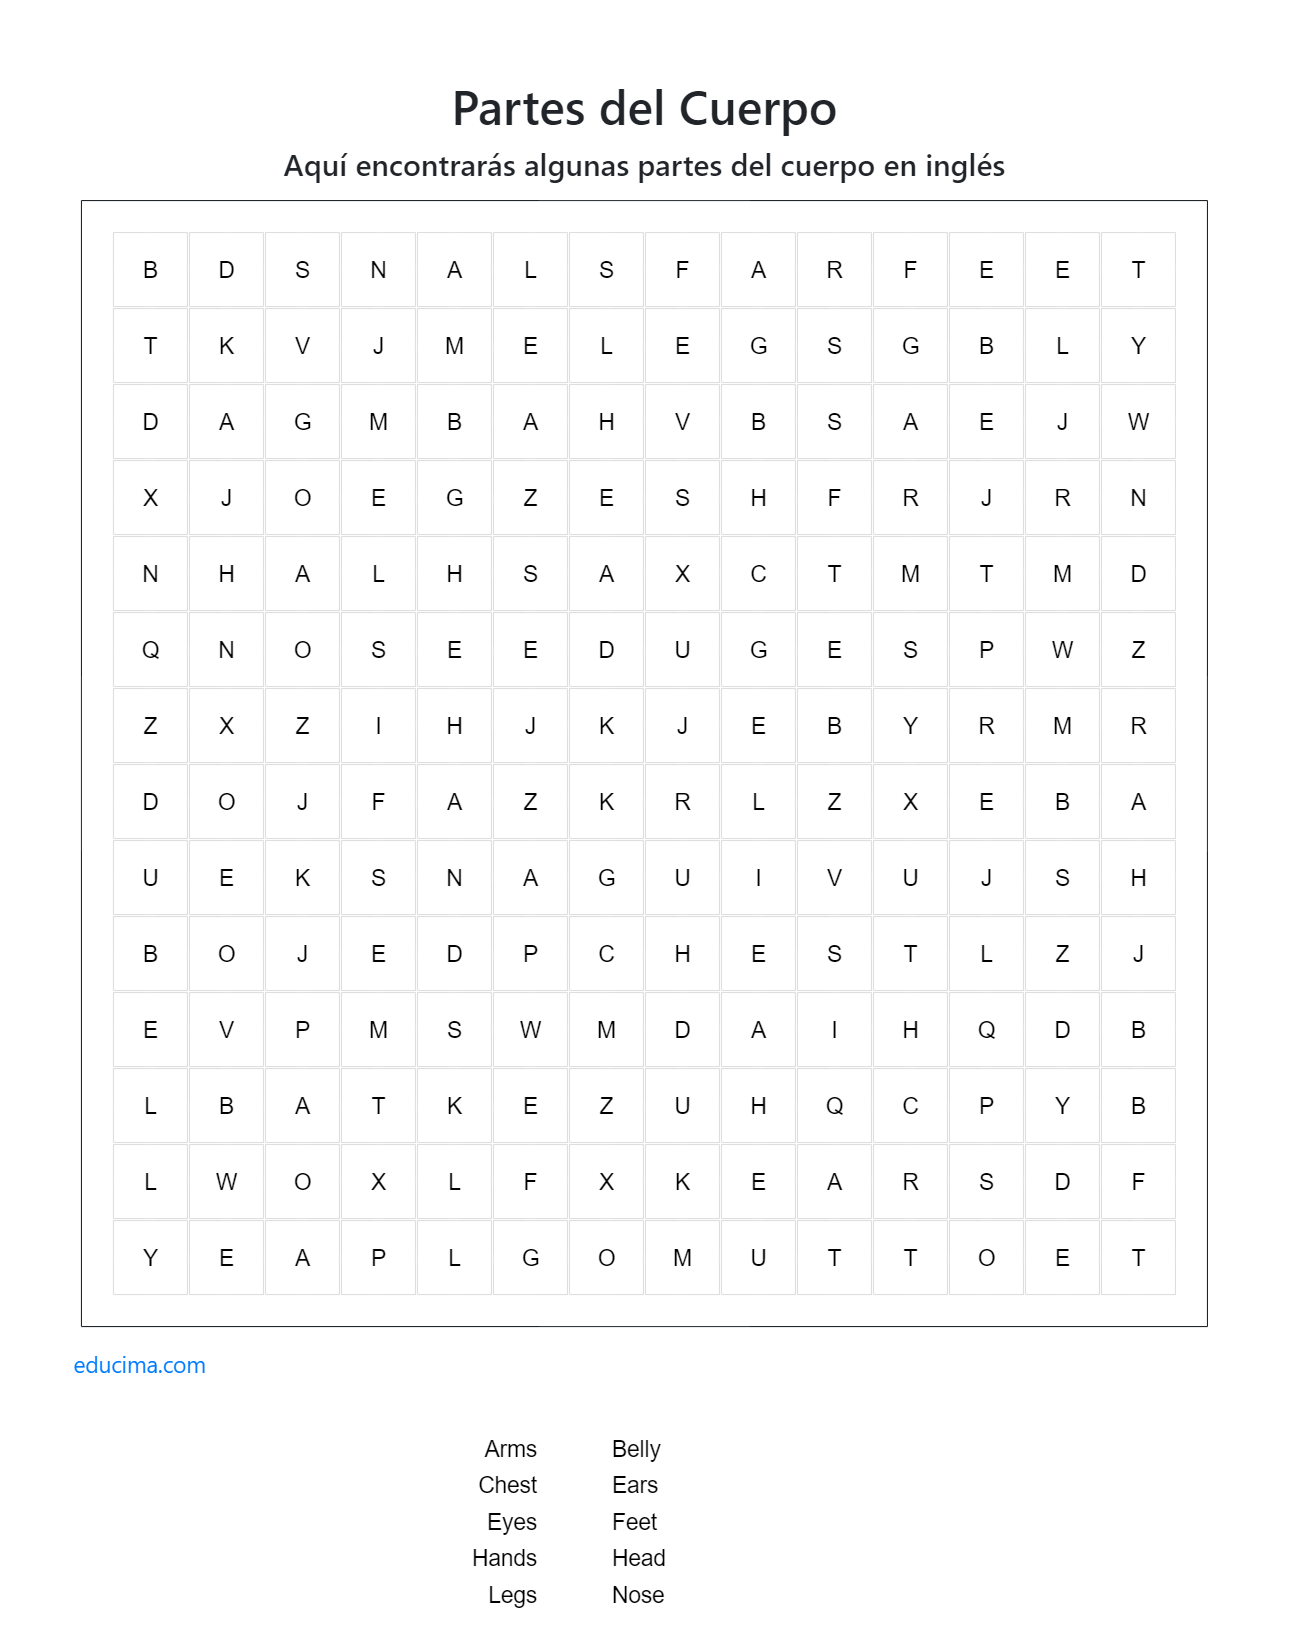 Partes del Cuerpo
Aquí encontrarás algunas partes del cuerpo en inglés
B D S N A L S F A R F E E T
T K V J M E L E G S G B L Y
D A G M B A H V B S A E J W
X J O E G Z E S H F R J R N
N H A L H S A X C T M T M D
Q N O S E E D U G E S P W Z
Z X Z I H J K J E B Y R M R
D O J F A Z K R L Z X E B A
U E K S N A G U I V U J S H
B O J E D P C H E S T L Z J
E V P M S W M D A I H Q D B
L B A T K E Z U H Q C P Y B
L W O X L F X K E A R S D F
Y E A P L G O M U T T O E T
educima.com
Arms Belly
Chest Ears
Eyes Feet
Hands Head
Legs Nose